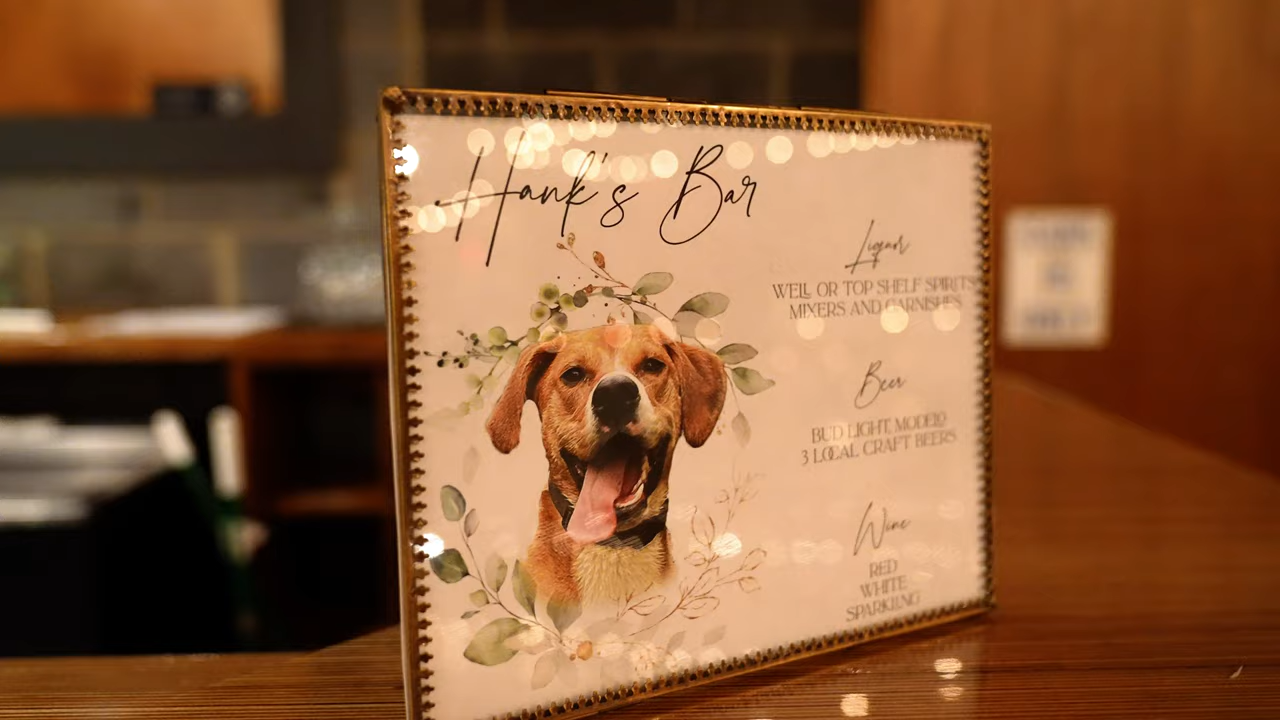 Hank's Bar
Liquor
WELL OR TOP SHELF SPIRITS
MIXERS AND GARNISHES
Beer
BUD LIGHT, MODELO
3 LOCAL CRAFT BEERS
Wine
RED
WHITE
SPARKLING